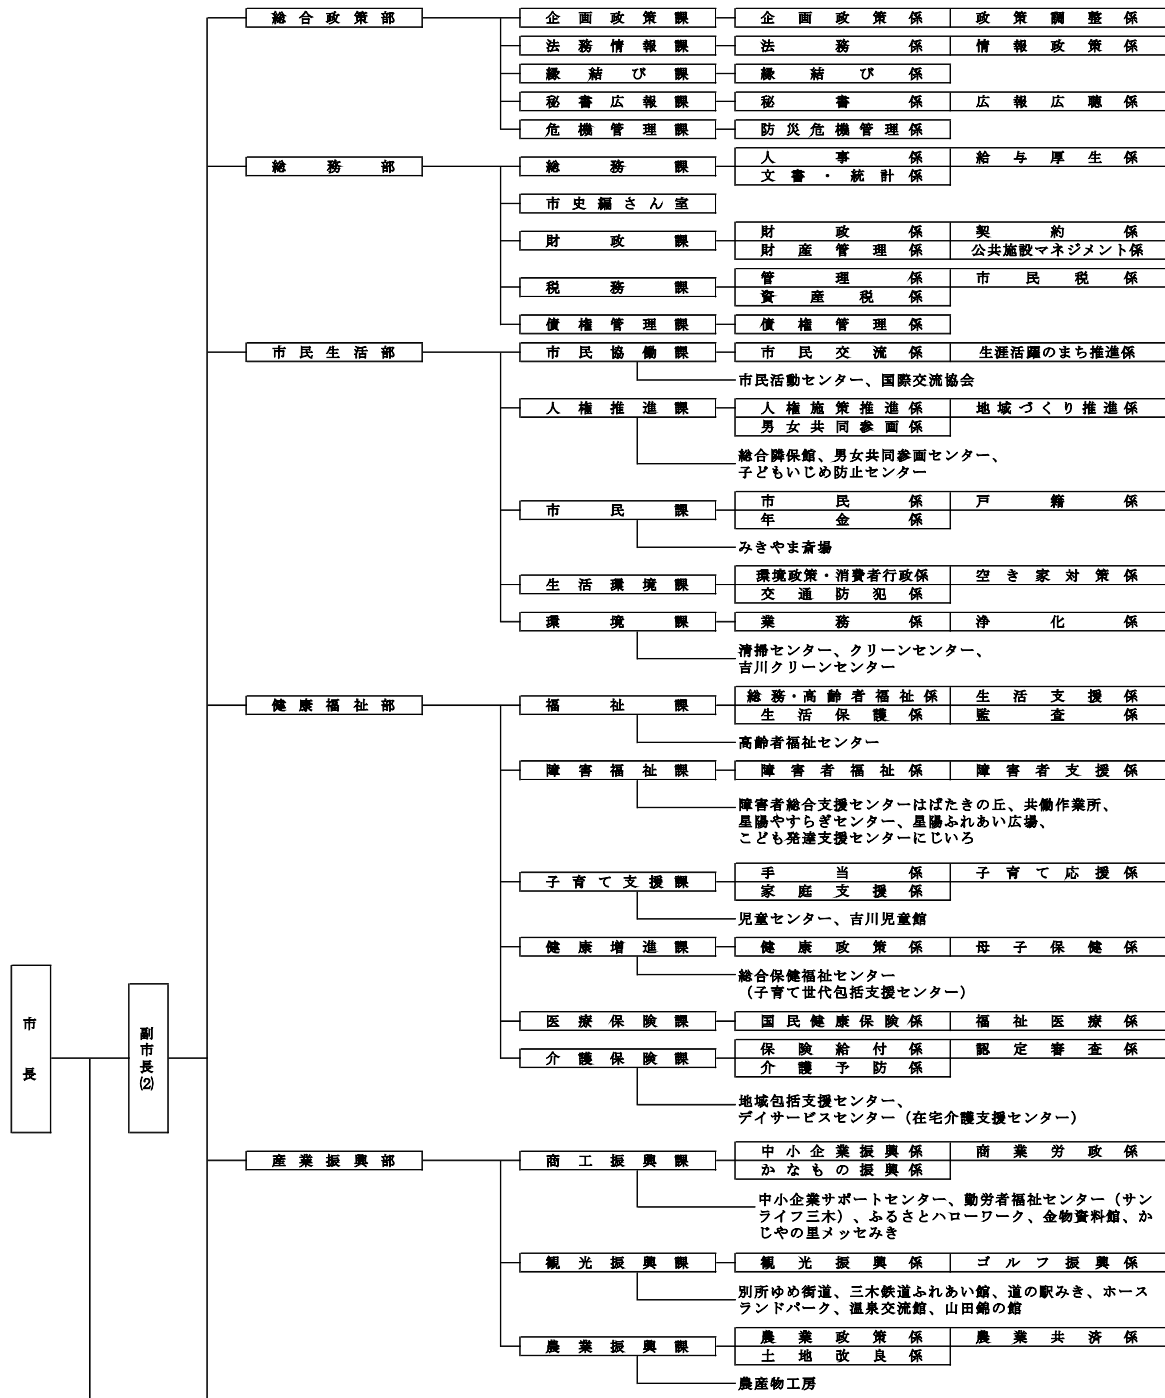 総合政策部 企画政策課 企画政策係 政策調整係
法務情報課 法務係 情報政策係
縁結び課 縁結び係
秘書広報課 秘書係 広報広聴係
危機管理課 防災危機管理係
総務部 総務課 人事係 給与厚生係
文書・統計係
市史編さん室
財政課 財政係 契約係
財産管理係 公共施設マネジメント係
税務課 管理係 市民税係
資産税係
債権管理課 債権管理係
市民生活部 市民協働課 市民交流係 生涯活躍のまち推進係
市民活動センター、国際交流協会
人権推進課 人権施策推進係 地域づくり推進係
男女共同参画係
総合隣保館、男女共同参画センター、
子どもいじめ防止センター
市民課 市民係 戸籍係
年金係
みきやま斎場
生活環境課 環境政策・消費者行政係 空き家対策係
交通防犯係
環境課 業務係 浄化係
清掃センター、クリーンセンター、
吉川クリーンセンター
健康福祉部 福祉課 総務・高齢者福祉係 生活支援係
生活保護係 監査係
高齢者福祉センター
障害福祉課 障害者福祉係 障害者支援係
障害者総合支援センターはばたきの丘、共働作業所、
星陽やすらぎセンター、星陽ふれあい広場、
こども発達支援センターにじいろ
子育て支援課 手当係 子育て応援係
家庭支援係
児童センター、吉川児童館
健康増進課 健康政策係 母子保健係
総合保健福祉センター
（子育て世代包括支援センター）
医療保険課 国民健康保険係 福祉医療係
介護保険課 保険給付係 認定審査係
介護予防係
市長
副市長(2)
地域包括支援センター、
デイサービスセンター（在宅介護支援センター）
産業振興部 商工振興課 中小企業振興係 商業労政係
かなもの振興係
中小企業サポートセンター、勤労者福祉センター（サン
ライフ三木）、ふるさとハローワーク、金物資料館、か
じやの里メッセみき
観光振興課 観光振興係 ゴルフ振興係
別所ゆめ街道、三木鉄道ふれあい館、道の駅みき、ホース
ランドパーク、温泉交流館、山田錦の館
農業振興課 農業政策係 農業共済係
土地改良係
農産物工房